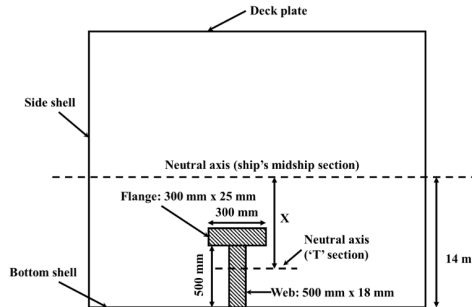 Deck plate
Side shell
Neutral axis (ship's midship section)
Flange: 300 mm x 25 mm
300 mm
X
Neutral axis
('T' section)
14 m
500 mm
Bottom shell
Web: 500 mm x 18 mm